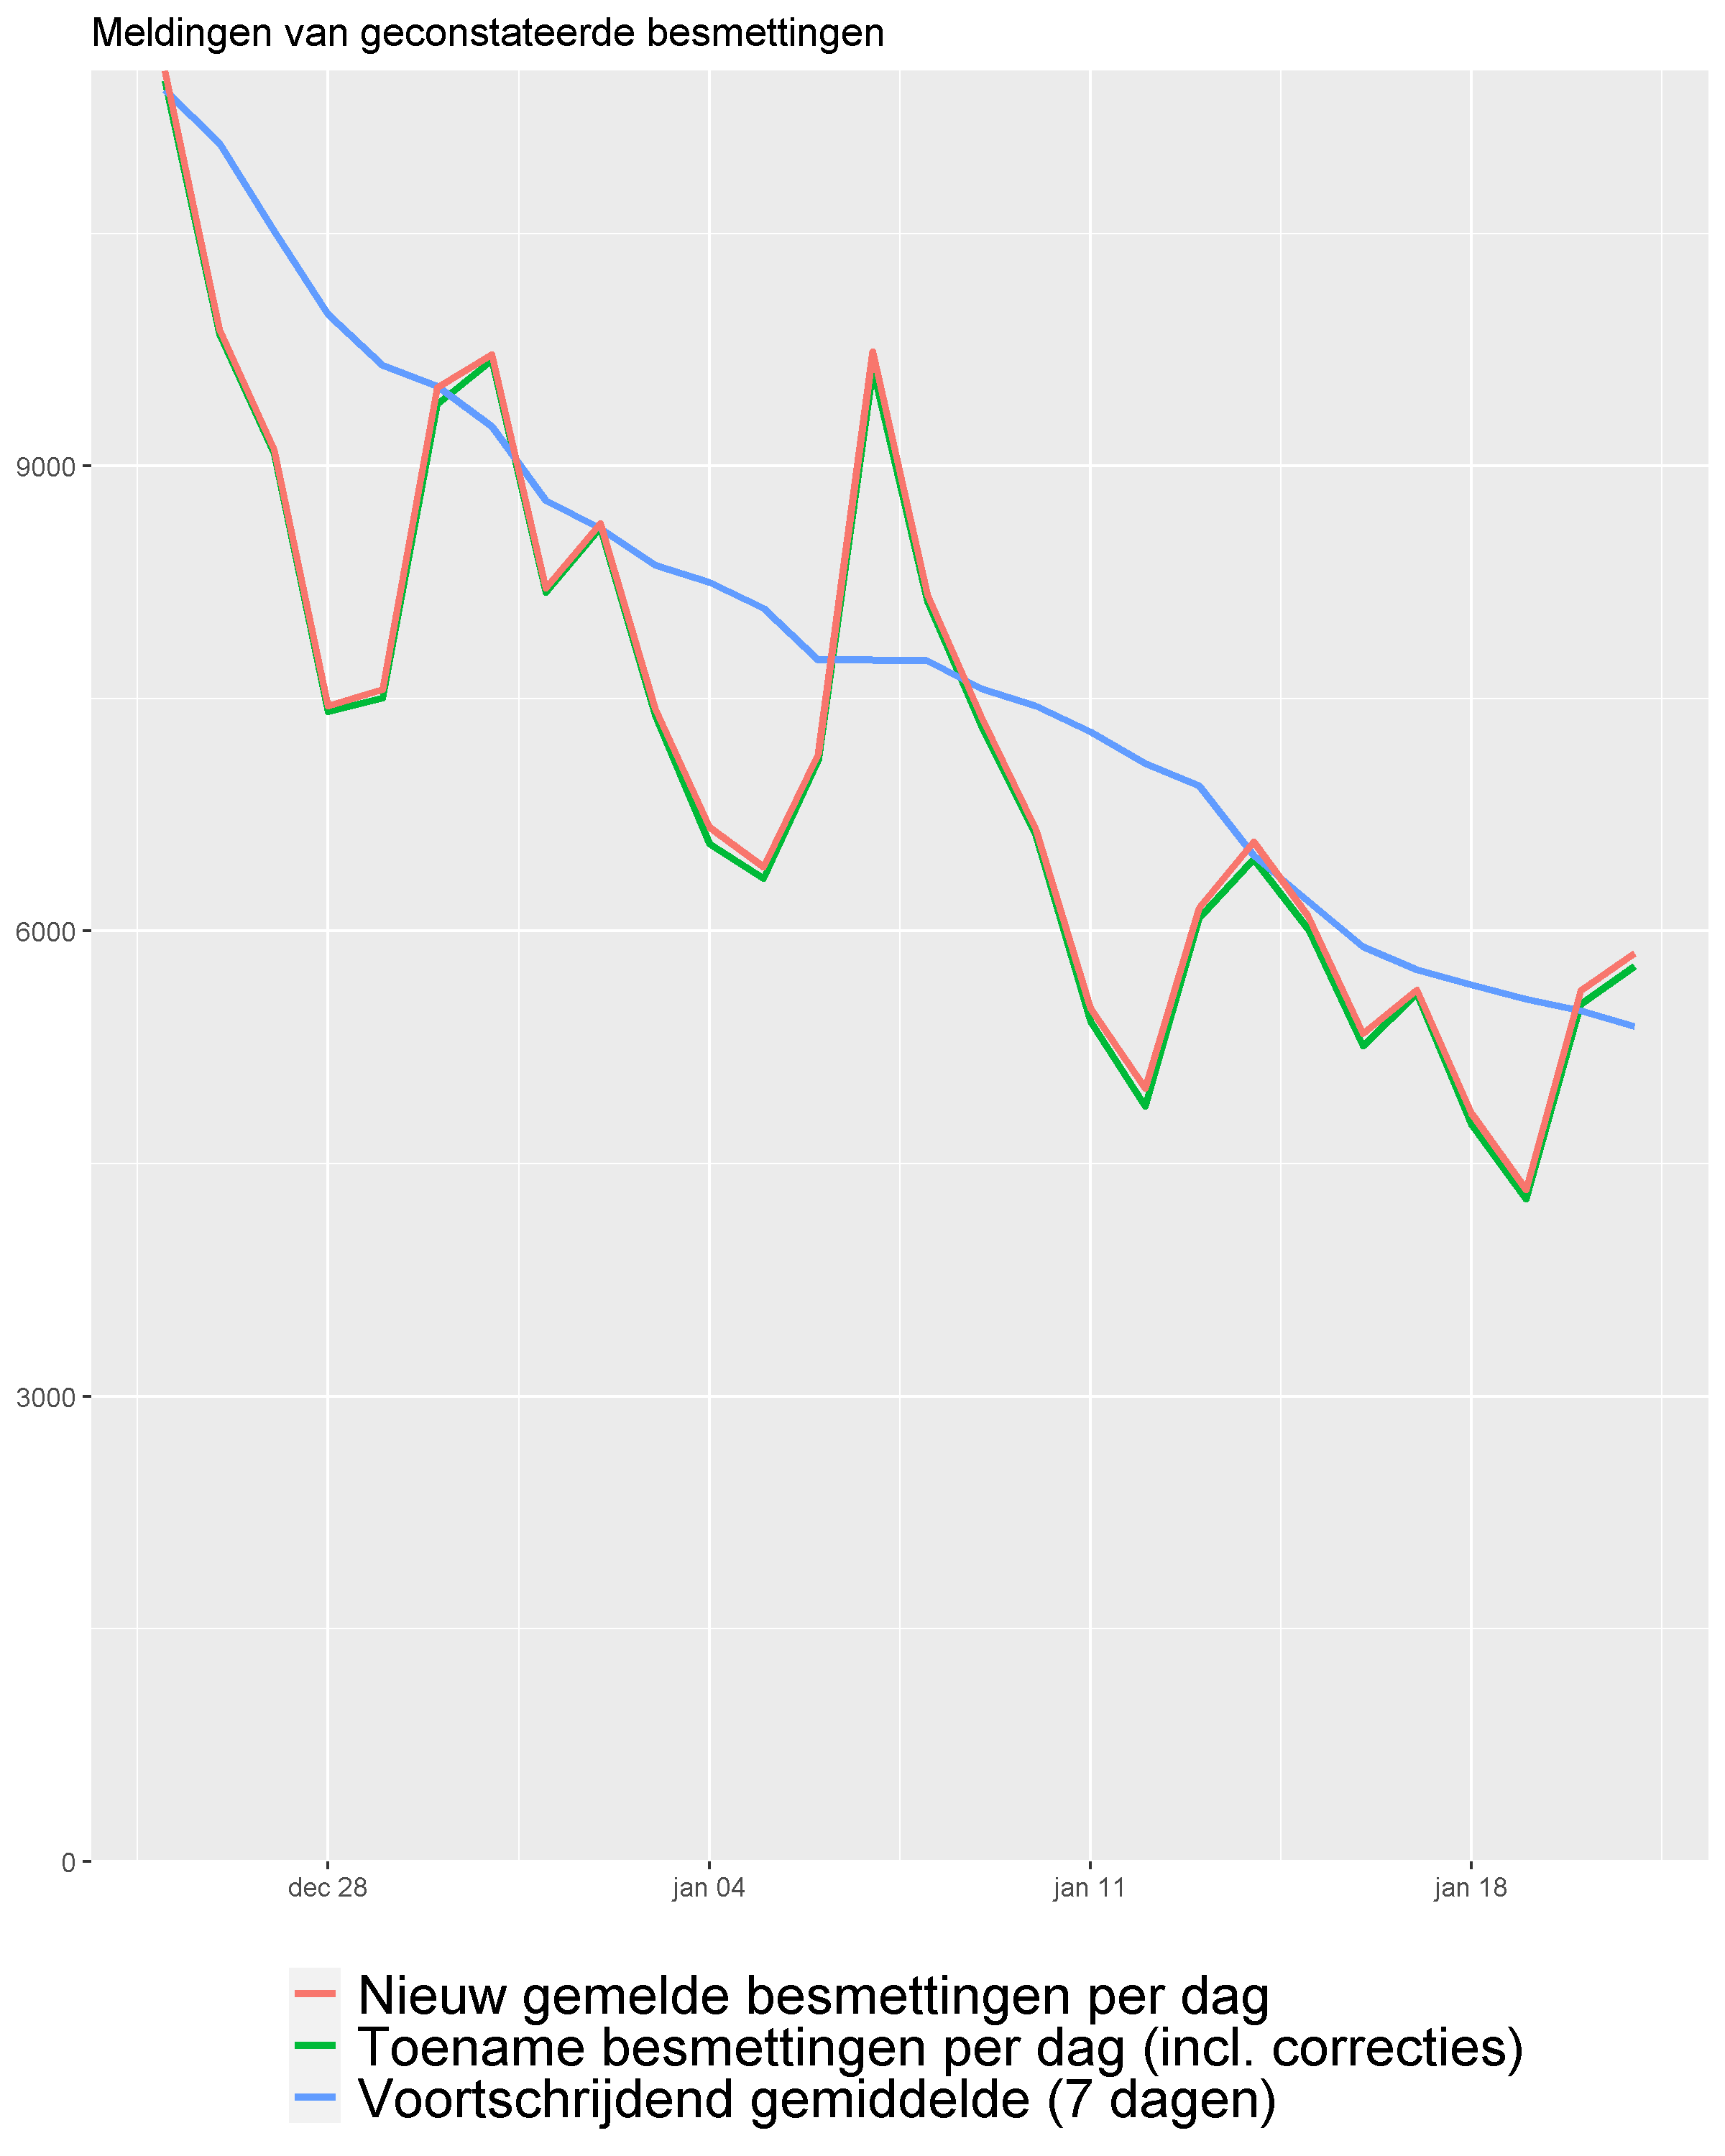 Meldingen van geconstateerde besmettingen
9000
6000
3000
0
dec 28
jan 04
jan 11
jan 18
Nieuw gemelde besmettingen per dag
Toename besmettingen per dag (incl. correcties)
Voortschrijdend gemiddelde (7 dagen)